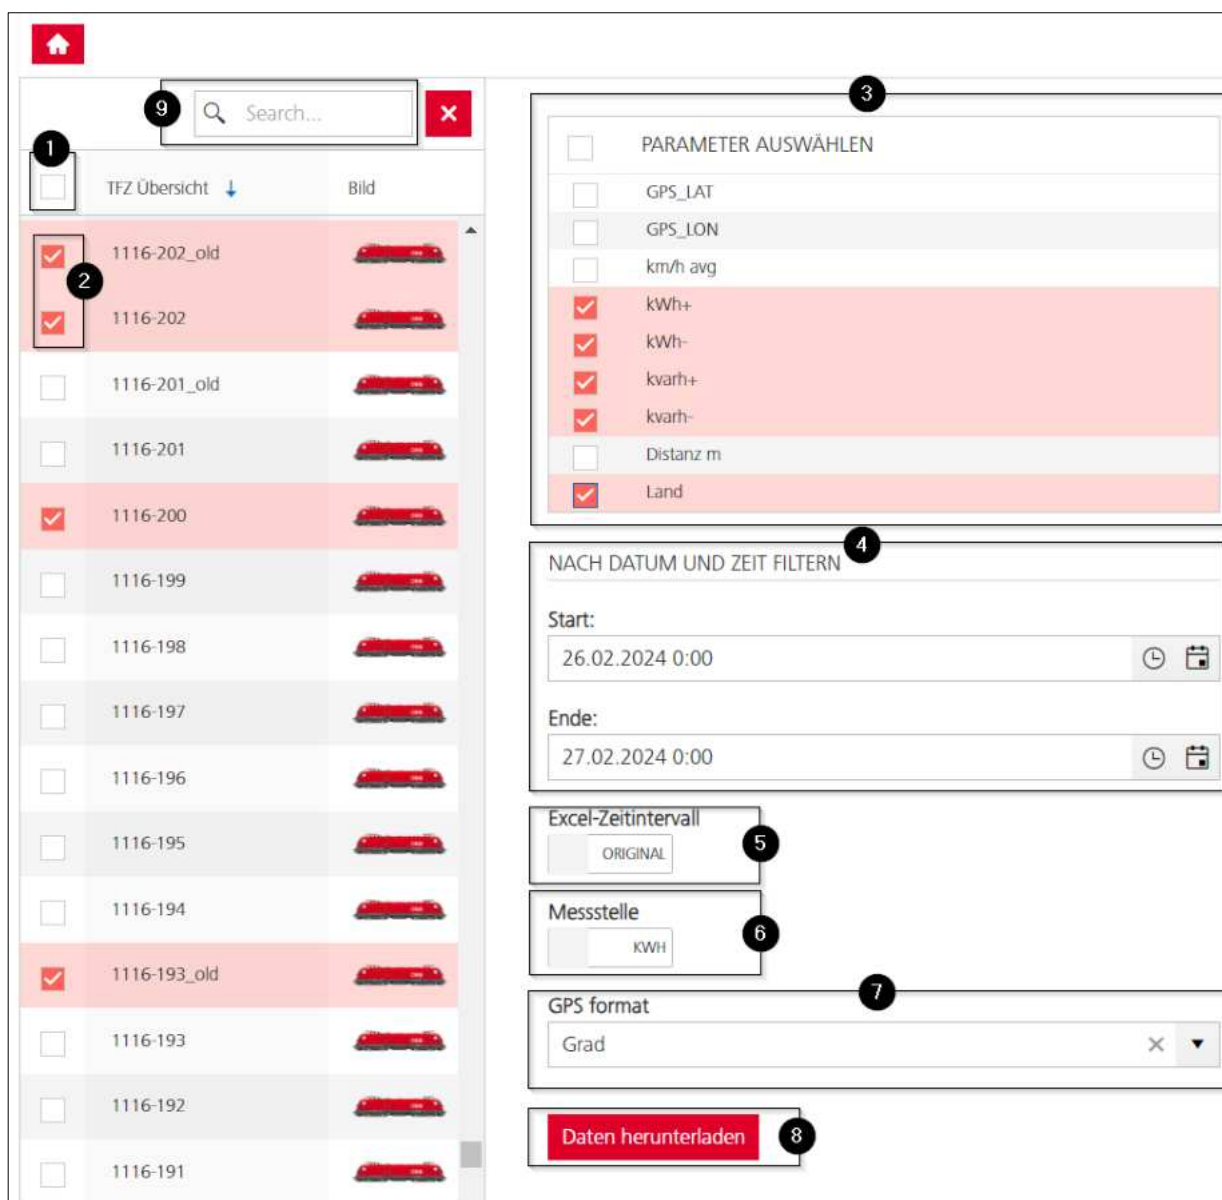 9
Search...
1
TFZ Übersicht
Bild
1116-202_old
2
1116-202
1116-201_old
1116-201
1116-200
1116-199
1116-198
1116-197
1116-196
1116-195
1116-194
1116-193_old
1116-193
1116-192
1116-191
3
PARAMETER AUSWÄHLEN
GPS_LAT
GPS_LON
km/h avg
kWh+
kWh-
kvarh+
kvarh-
Distanz m
Land
4
NACH DATUM UND ZEIT FILTERN
Start:
26.02.2024 0:00
Ende:
27.02.2024 0:00
Excel-Zeitintervall
5
ORIGINAL
Messstelle
6
KWH
7
GPS format
Grad
Daten herunterladen
8